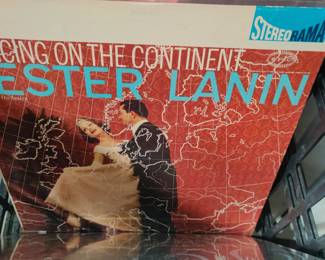 STEREORAMA
CING ON THE CONTINENT
ESTER LANIN